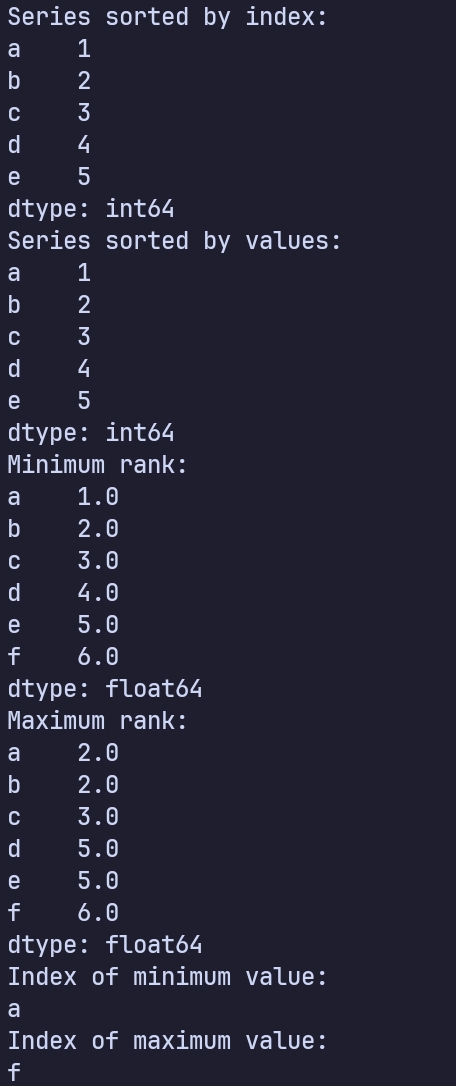 Series sorted by index:
a    1
b    2
c    3
d    4
e    5
dtype: int64
Series sorted by values:
a    1
b    2
c    3
d    4
e    5
dtype: int64
Minimum rank:
a    1.0
b    2.0
c    3.0
d    4.0
e    5.0
f    6.0
dtype: float64
Maximum rank:
a    2.0
b    2.0
c    3.0
d    5.0
e    5.0
f    6.0
dtype: float64
Index of minimum value:
a
Index of maximum value:
f